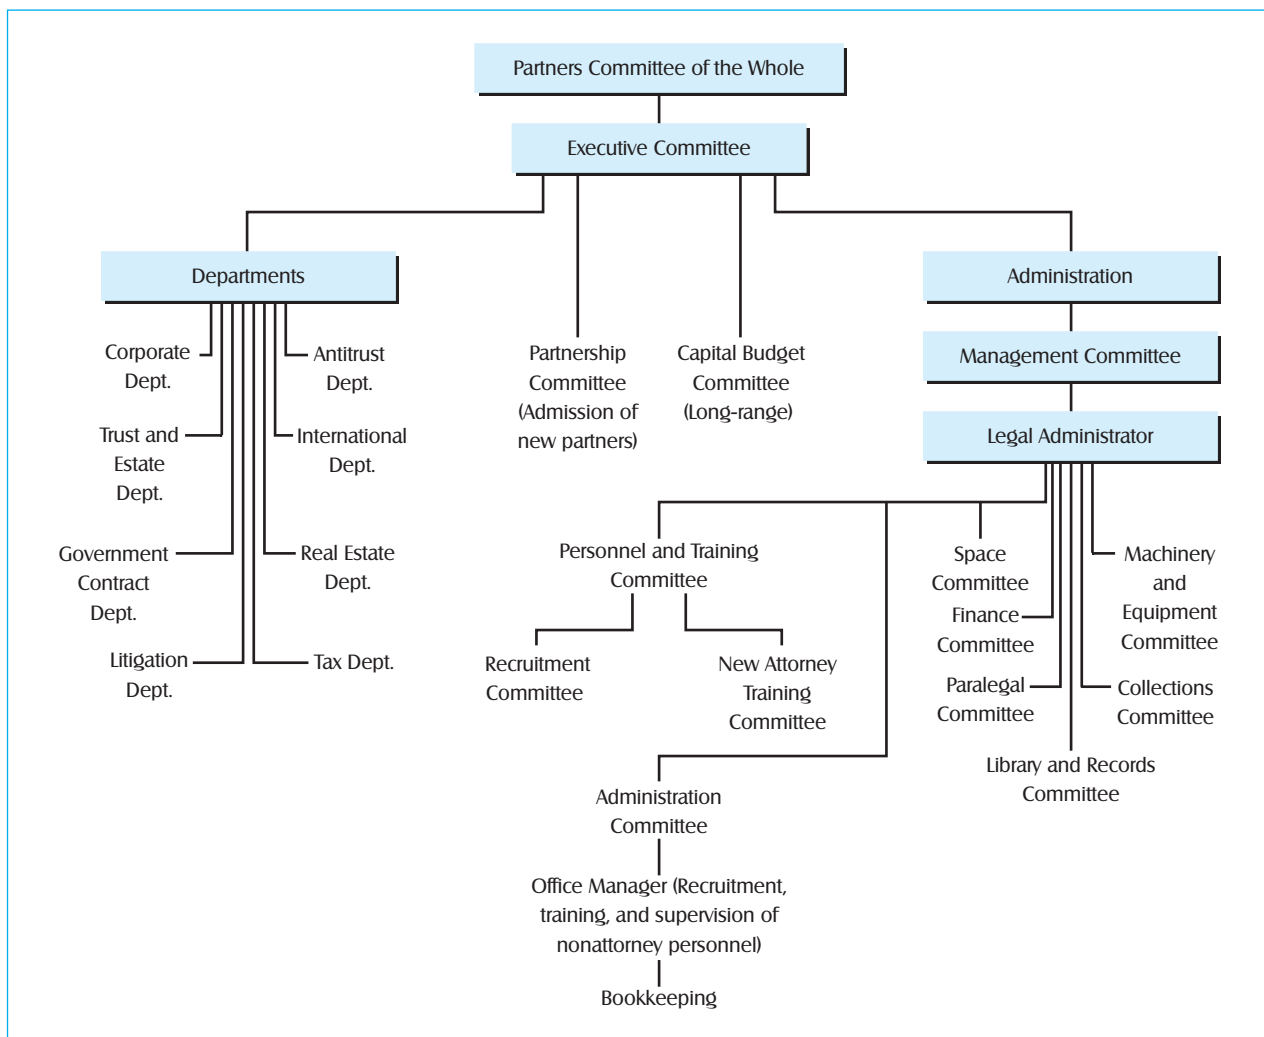 Partners Committee of the Whole
Executive Committee
Departments
Administration
Management Committee
Legal Administrator
Corporate
Dept.
Antitrust
Dept.
Trust and
Estate
Dept.
International
Dept.
Government
Contract
Dept.
Real Estate
Dept.
Litigation
Dept.
Tax Dept.
Partnership
Committee
(Admission of
new partners)
Capital Budget
Committee
(Long-range)
Personnel and Training
Committee
Recruitment
Committee
New Attorney
Training
Committee
Space
Committee
Finance
Committee
Paralegal
Committee
Machinery
and
Equipment
Committee
Collections
Committee
Library and Records
Committee
Administration
Committee
Office Manager (Recruitment,
training, and supervision of
nonattorney personnel)
Bookkeeping